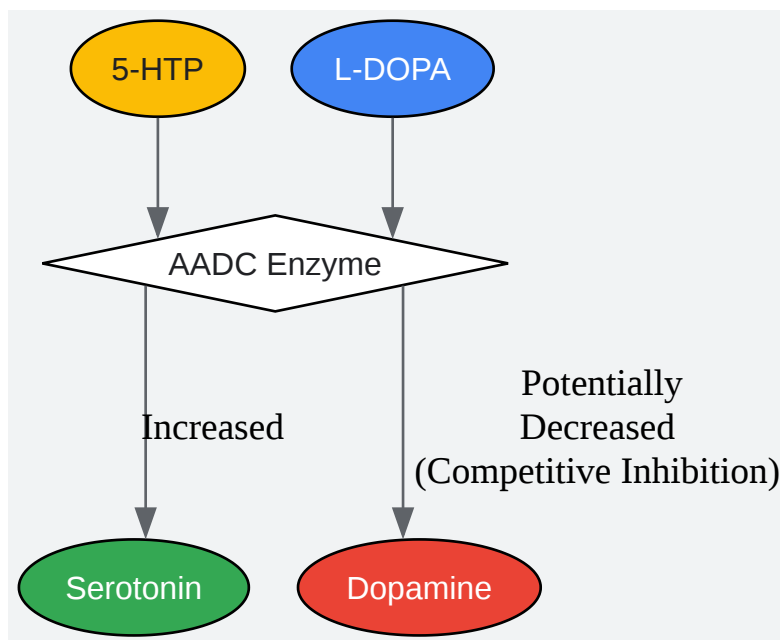 5-HTP
L-DOPA
AADC Enzyme
Increased
Potentially
Decreased
(Competitive Inhibition)
Serotonin
Dopamine